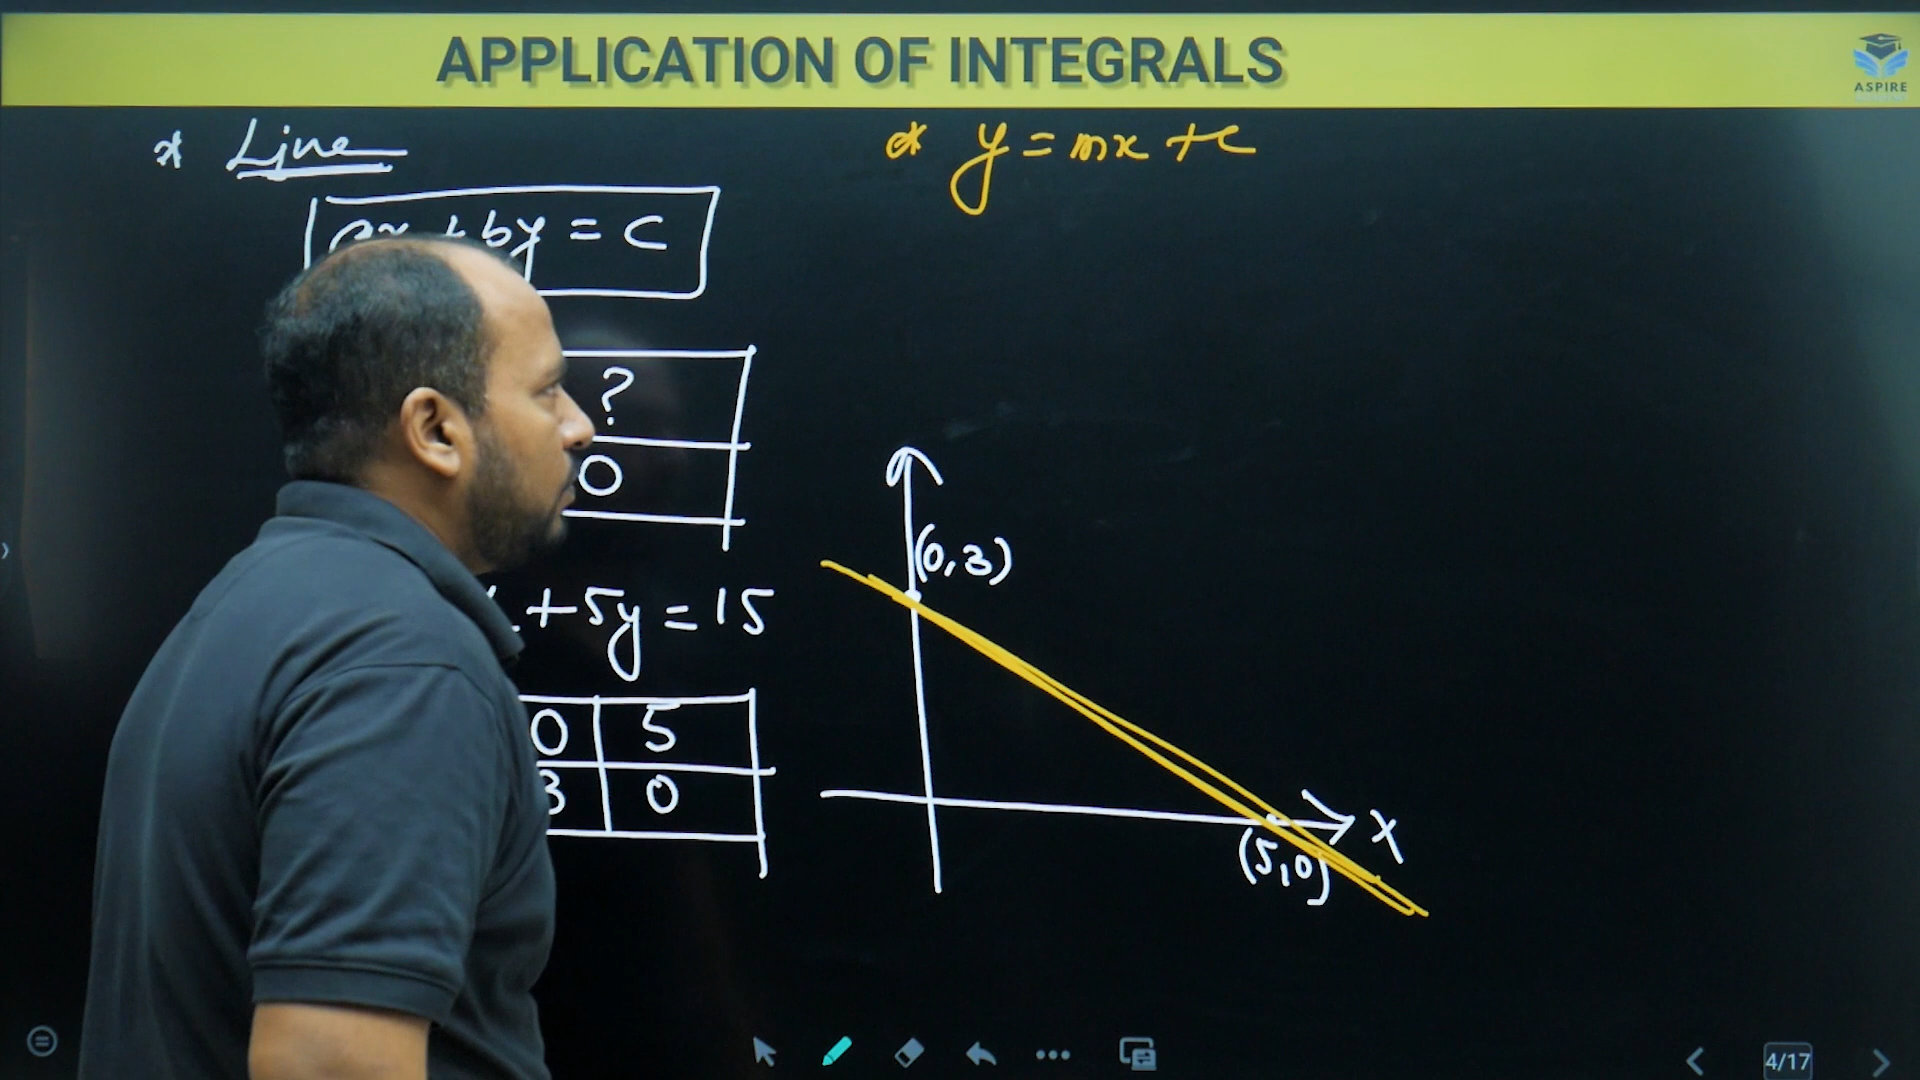 APPLICATION OF INTEGRALS
ASPIRE
* Line
ax + by = c
?
0
+5y=15
0 5
3 0
* y = mx + c
(0,3)
(5,0)
X
4/17